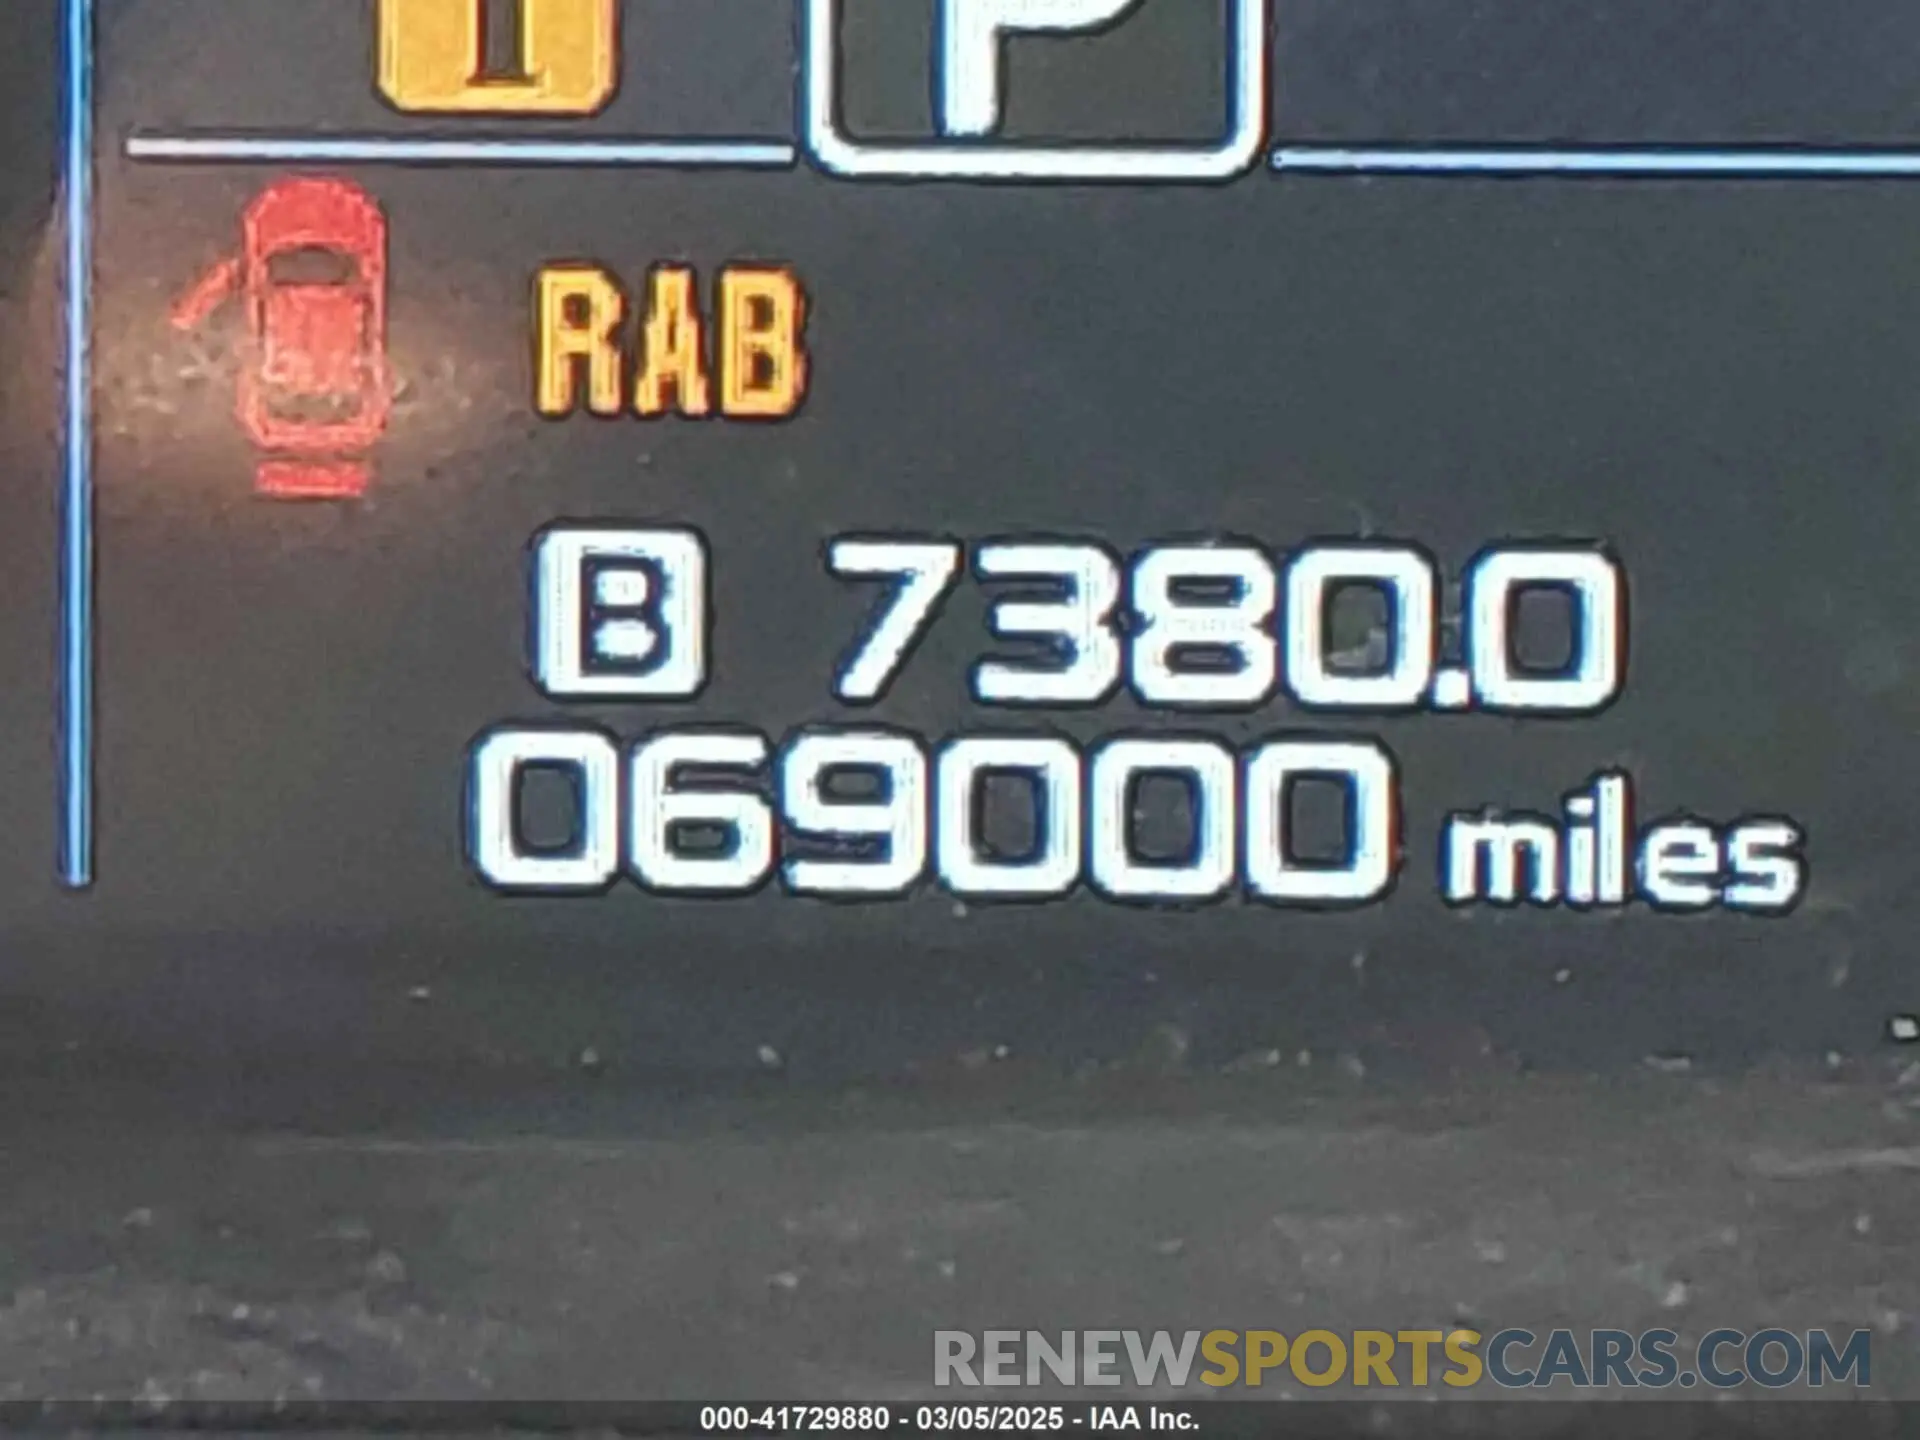 P
RAB
B 7380.0
069000 miles
RENEWSPORTSCARS.COM
000-41729880 - 03/05/2025 - IAA Inc.